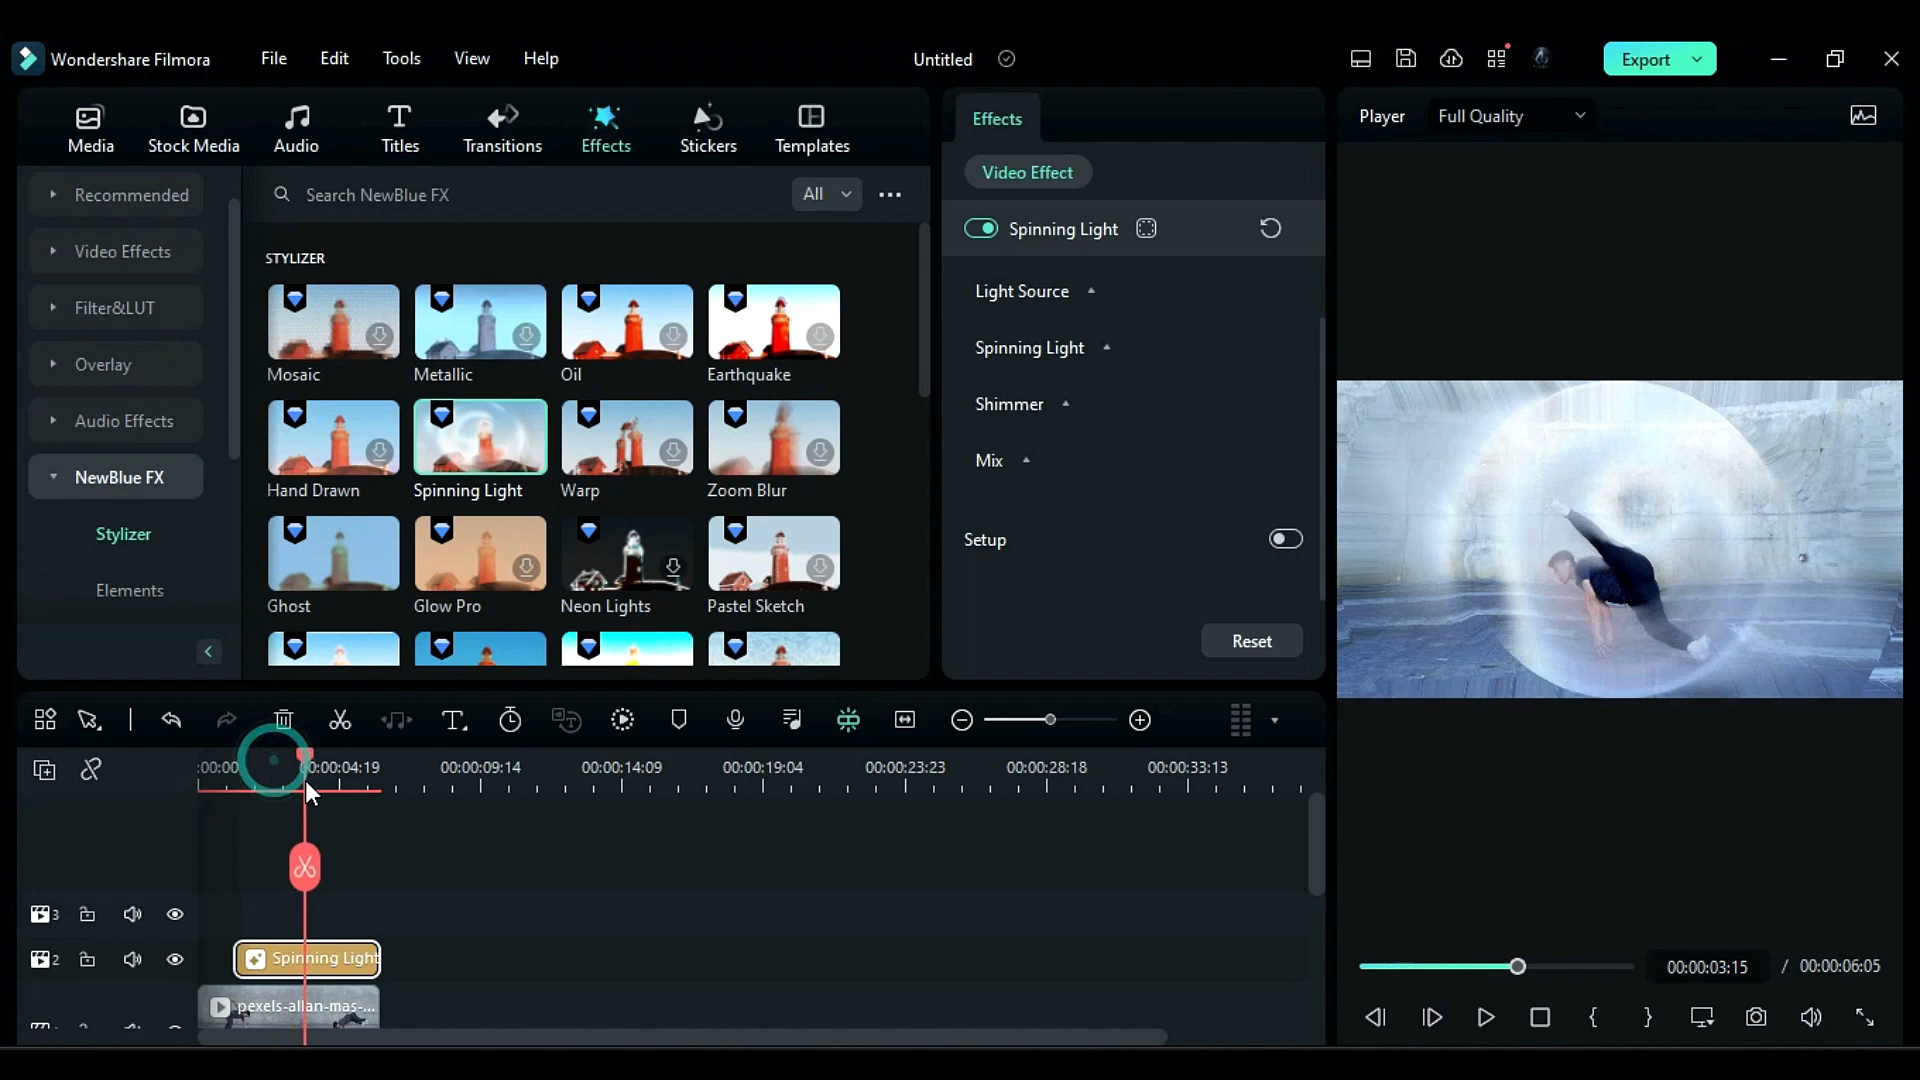 Wondershare Filmora
File
Edit
Tools
View
Help
Untitled
Export
Media
Stock Media
Audio
Titles
Transitions
Effects
Stickers
Templates
Recommended
Video Effects
Filter&LUT
Overlay
Audio Effects
NewBlue FX
Stylizer
Elements
Search NewBlue FX
All
STYLIZER
Mosaic
Metallic
Oil
Earthquake
Hand Drawn
Spinning Light
Warp
Zoom Blur
Ghost
Glow Pro
Neon Lights
Pastel Sketch
Effects
Video Effect
Spinning Light
Light Source
Spinning Light
Shimmer
Mix
Setup
Reset
Player
Full Quality
00:00:03:15 / 00:00:06:05
:00:00
00:00:04:19
00:00:09:14
00:00:14:09
00:00:19:04
00:00:23:23
00:00:28:18
00:00:33:13
3
2
Spinning Light
pexels-allan-mas-...